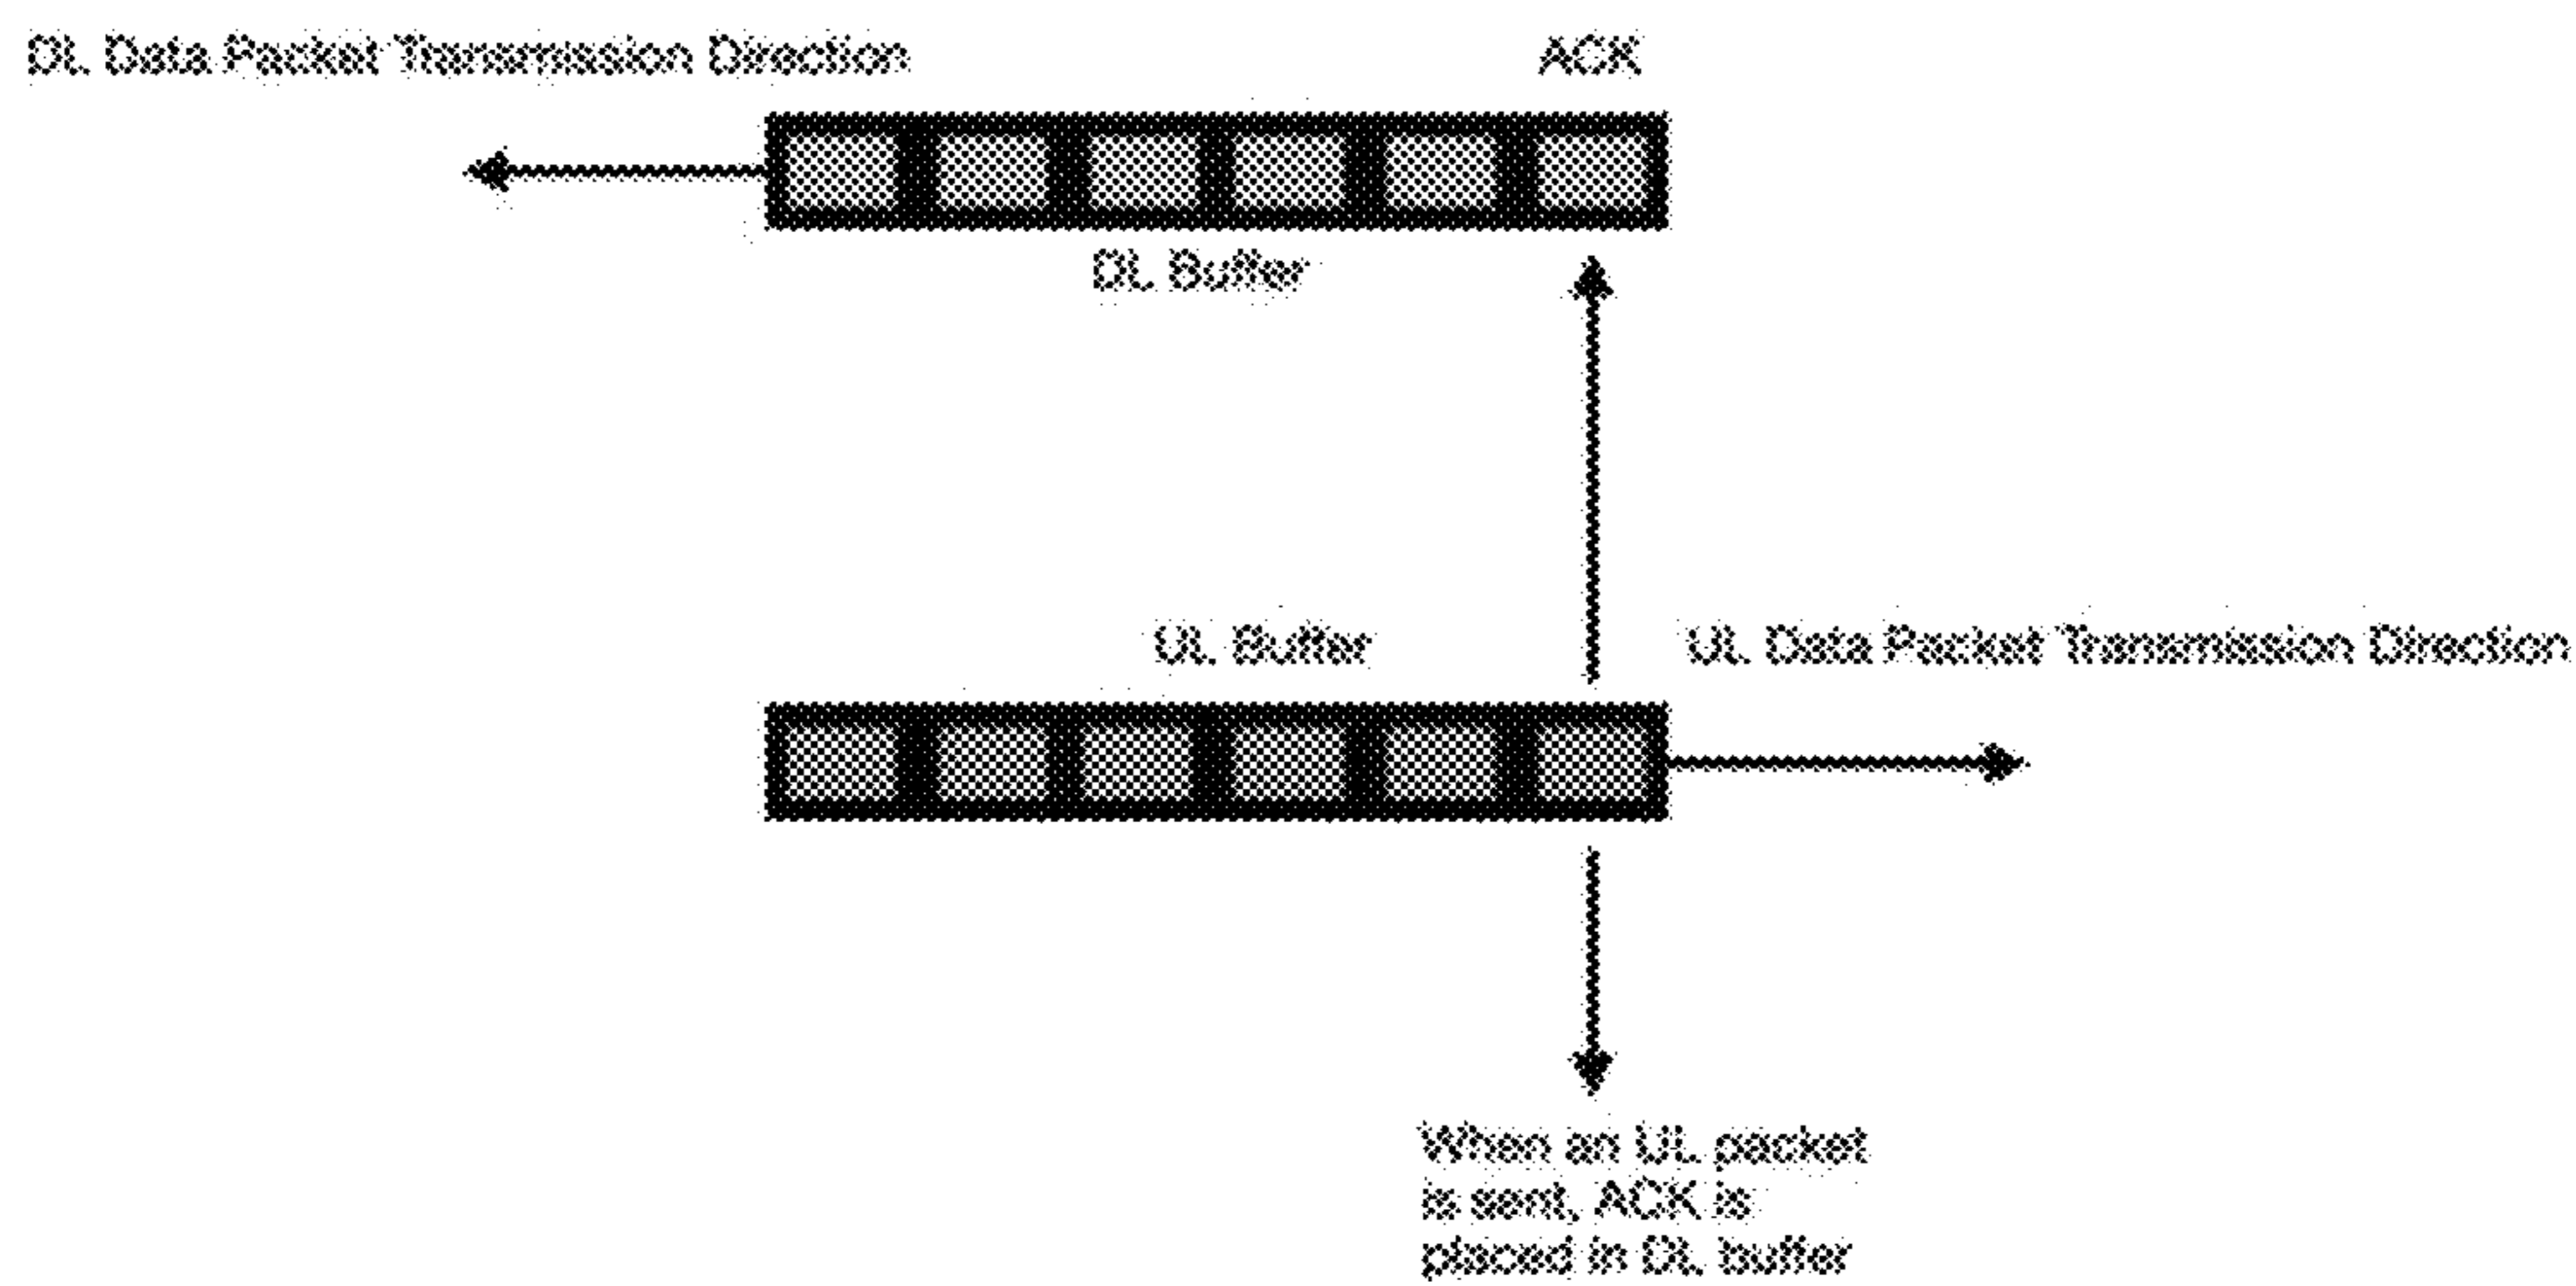 DL Data Packet Transmission Direction
ACK
DL Buffer
UL Buffer
UL Data Packet Transmission Direction
When an UL packet
is sent, ACK is
placed in DL buffer